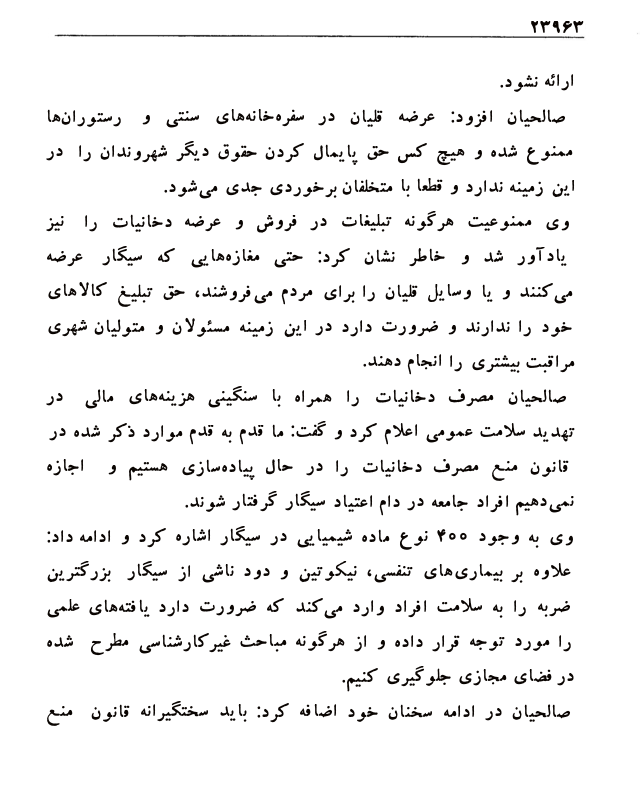 ۲۳۹۶۳
ارائه نشود.
صالحیان افزود: عرضه قلیان در سفره‌خانه‌های سنتی و رستوران‌ها
ممنوع شده و هیچ کس حق پایمال کردن حقوق دیگر شهروندان را در
این زمینه ندارد و قطعا با متخلفان برخوردی جدی می‌شود.
وی ممنوعیت هرگونه تبلیغات در فروش و عرضه دخانیات را نیز
یادآور شد و خاطر نشان کرد: حتی مغازه‌هایی که سیگار عرضه
می‌کنند و یا وسایل قلیان را برای مردم می‌فروشند، حق تبلیغ کالاهای
خود را ندارند و ضرورت دارد در این زمینه مسئولان و متولیان شهری
مراقبت بیشتری را انجام دهند.
صالحیان مصرف دخانیات را همراه با سنگینی هزینه‌های مالی در
تهدید سلامت عمومی اعلام کرد و گفت: ما قدم به قدم موارد ذکر شده در
قانون منع مصرف دخانیات را در حال پیاده‌سازی هستیم و اجازه
نمی‌دهیم افراد جامعه در دام اعتیاد سیگار گرفتار شوند.
وی به وجود ۴۰۰ نوع ماده شیمیایی در سیگار اشاره کرد و ادامه داد:
علاوه بر بیماری‌های تنفسی، نیکوتین و دود ناشی از سیگار بزرگترین
ضربه را به سلامت افراد وارد می‌کند که ضرورت دارد یافته‌های علمی
را مورد توجه قرار داده و از هرگونه مباحث غیرکارشناسی مطرح شده
در فضای مجازی جلوگیری کنیم.
صالحیان در ادامه سخنان خود اضافه کرد: باید سختگیرانه قانون منع